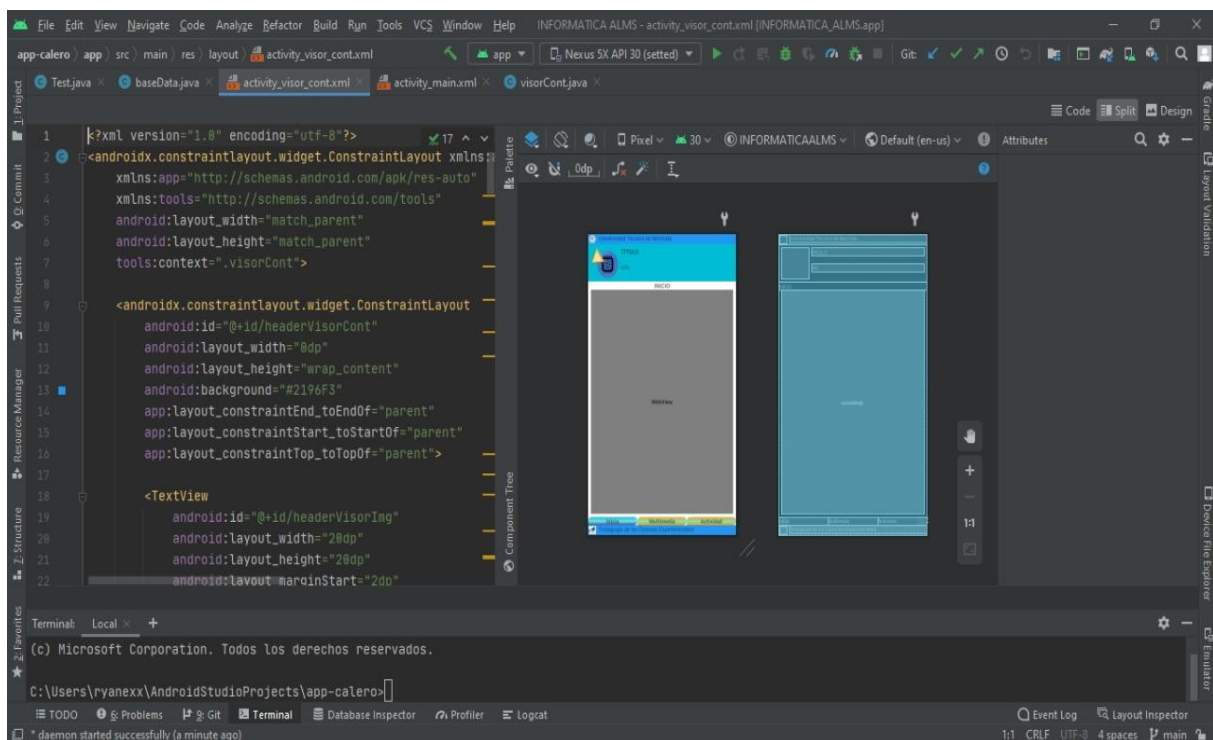 File Edit View Navigate Code Analyze Refactor Build Run Tools VCS Window Help INFORMATICA ALMS - activity_visor_cont.xml [INFORMATICA_ALMS.app]
app-calero app src main res layout activity_visor_cont.xml app Nexus 5X API 30 (setted) Git:
Test.java baseData.java activity_visor_cont.xml activity_main.xml visorCont.java
Code Split Design
1 <?xml version="1.0" encoding="utf-8"?> 17
2 <androidx.constraintlayout.widget.ConstraintLayout xmlns:
3 xmlns:app="http://schemas.android.com/apk/res-auto"
4 xmlns:tools="http://schemas.android.com/tools"
5 android:layout_width="match_parent"
6 android:layout_height="match_parent"
7 tools:context=".visorCont">
8
9 <androidx.constraintlayout.widget.ConstraintLayout
10 android:id="@+id/headerVisorCont"
11 android:layout_width="0dp"
12 android:layout_height="wrap_content"
13 android:background="#2196F3"
14 app:layout_constraintEnd_toEndOf="parent"
15 app:layout_constraintStart_toStartOf="parent"
16 app:layout_constraintTop_toTopOf="parent">
17
18 <TextView
19 android:id="@+id/headerVisorImg"
20 android:layout_width="20dp"
21 android:layout_height="20dp"
22 android:layout_marginStart="2dp"
Pixel 30 INFORMATICAALMS Default (en-us) Attributes
0dp
TITULO
INICIO
WebView
Inicio Multimedia Actividad
1:1
Palette
Component Tree
1: Project
0: Commit
Pull Requests
Resource Manager
7: Structure
2: Favorites
Gradle
Layout Validation
Device File Explorer
Emulator
Terminal: Local +
(c) Microsoft Corporation. Todos los derechos reservados.
C:\Users\ryanexx\AndroidStudioProjects\app-calero>
TODO 6: Problems 9: Git Terminal Database Inspector Profiler Logcat Event Log Layout Inspector
* daemon started successfully (a minute ago) 1:1 CRLF UTF-8 4 spaces main